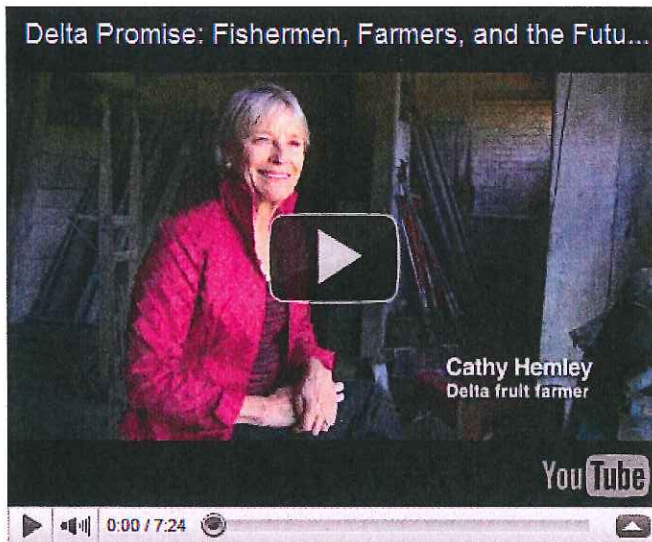 Delta Promise: Fishermen, Farmers, and the Futu...
Cathy Hemley
Delta fruit farmer
YouTube
0:00 / 7:24